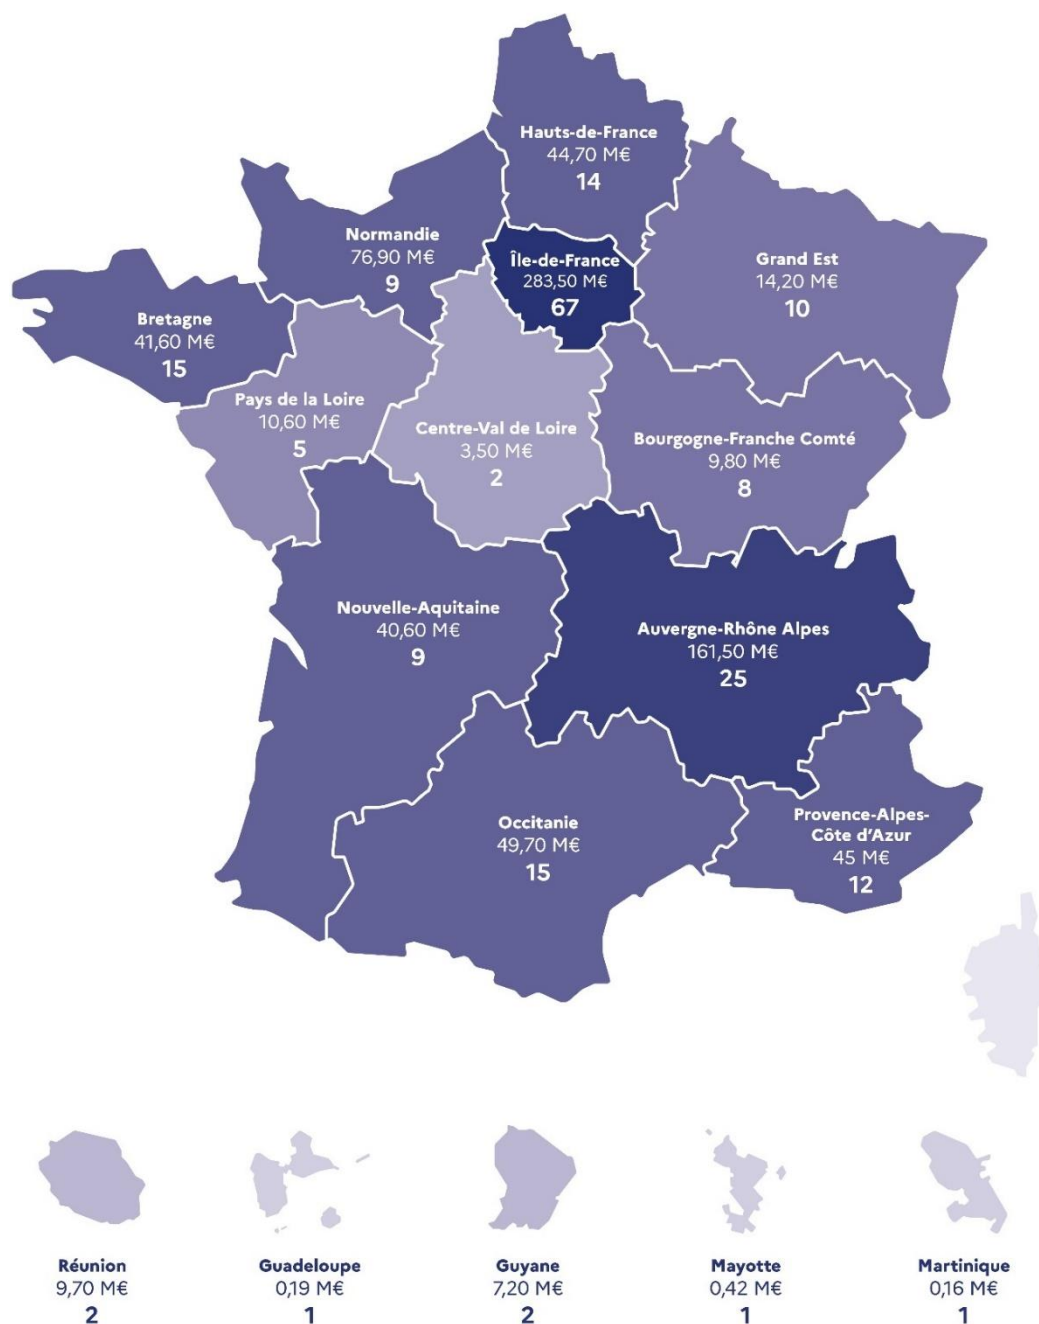 Hauts-de-France
44,70 M€
14
Normandie
76,90 M€
9
Île-de-France
283,50 M€
67
Grand Est
14,20 M€
10
Bretagne
41,60 M€
15
Pays de la Loire
10,60 M€
5
Centre-Val de Loire
3,50 M€
2
Bourgogne-Franche Comté
9,80 M€
8
Nouvelle-Aquitaine
40,60 M€
9
Auvergne-Rhône Alpes
161,50 M€
25
Occitanie
49,70 M€
15
Provence-Alpes-
Côte d'Azur
45 M€
12
Réunion
9,70 M€
2
Guadeloupe
0,19 M€
1
Guyane
7,20 M€
2
Mayotte
0,42 M€
1
Martinique
0,16 M€
1